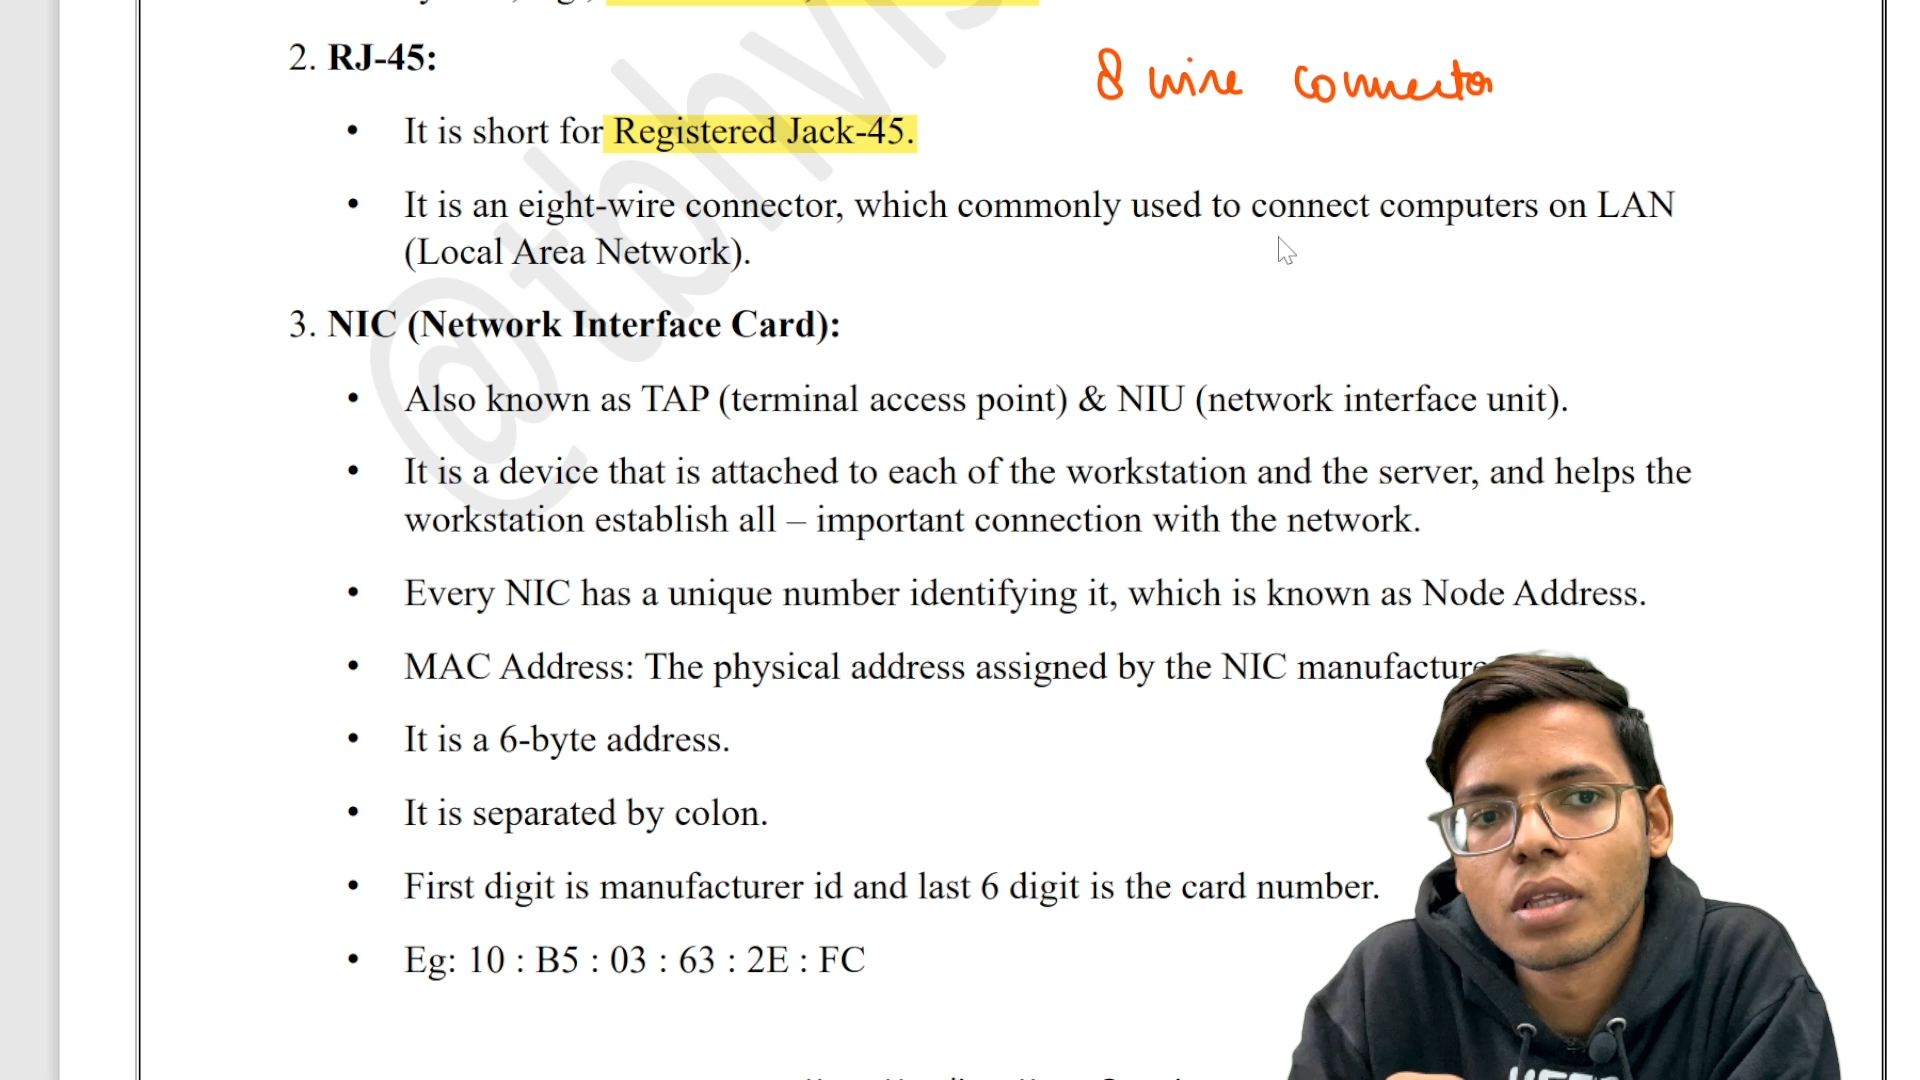 2. RJ-45:
8 wire connector
• It is short for Registered Jack-45.
• It is an eight-wire connector, which commonly used to connect computers on LAN
(Local Area Network).
3. NIC (Network Interface Card):
• Also known as TAP (terminal access point) & NIU (network interface unit).
• It is a device that is attached to each of the workstation and the server, and helps the
workstation establish all – important connection with the network.
• Every NIC has a unique number identifying it, which is known as Node Address.
• MAC Address: The physical address assigned by the NIC
• It is a 6-byte address.
• It is separated by colon.
• First digit is manufacturer id and last 6 digit is the card number.
• Eg: 10 : B5 : 03 : 63 : 2E : FC